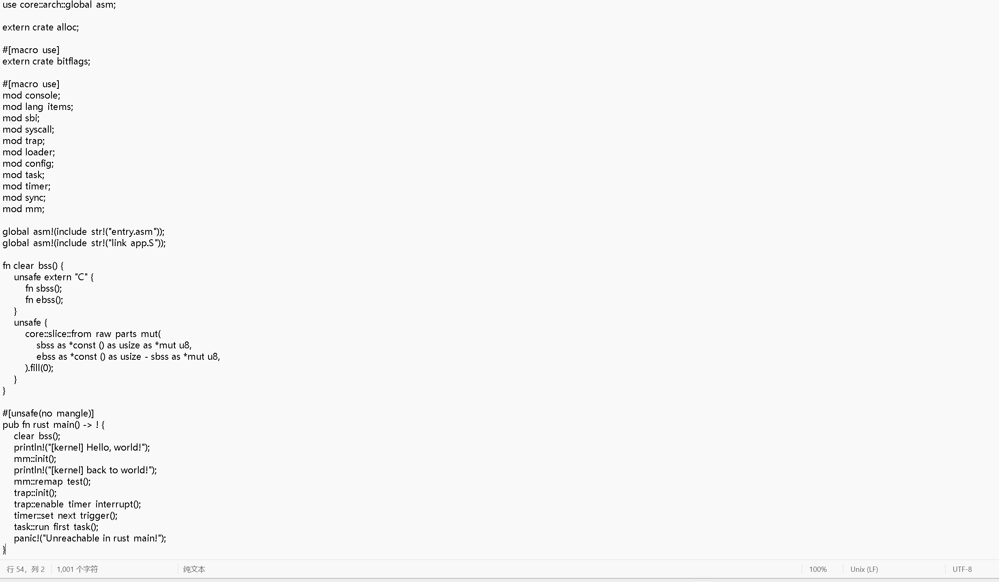 use core::arch::global asm;

extern crate alloc;

#[macro use]
extern crate bitflags;

#[macro use]
mod console;
mod lang items;
mod sbi;
mod syscall;
mod trap;
mod loader;
mod config;
mod task;
mod timer;
mod sync;
mod mm;

global asm!(include str!("entry.asm"));
global asm!(include str!("link app.S"));

fn clear bss() {
    unsafe extern "C" {
        fn sbss();
        fn ebss();
    }
    unsafe {
        core::slice::from raw parts mut(
            sbss as *const () as usize as *mut u8,
            ebss as *const () as usize - sbss as *mut u8,
        ).fill(0);
    }
}

#[unsafe(no mangle)]
pub fn rust main() -> ! {
    clear bss();
    println!("[kernel] Hello, world!");
    mm::init();
    println!("[kernel] back to world!");
    mm::remap test();
    trap::init();
    trap::enable timer interrupt();
    timer::set next trigger();
    task::run first task();
    panic!("Unreachable in rust main!");
}
行 54，列 2 1,001 个字符 纯文本 100% Unix (LF) UTF-8